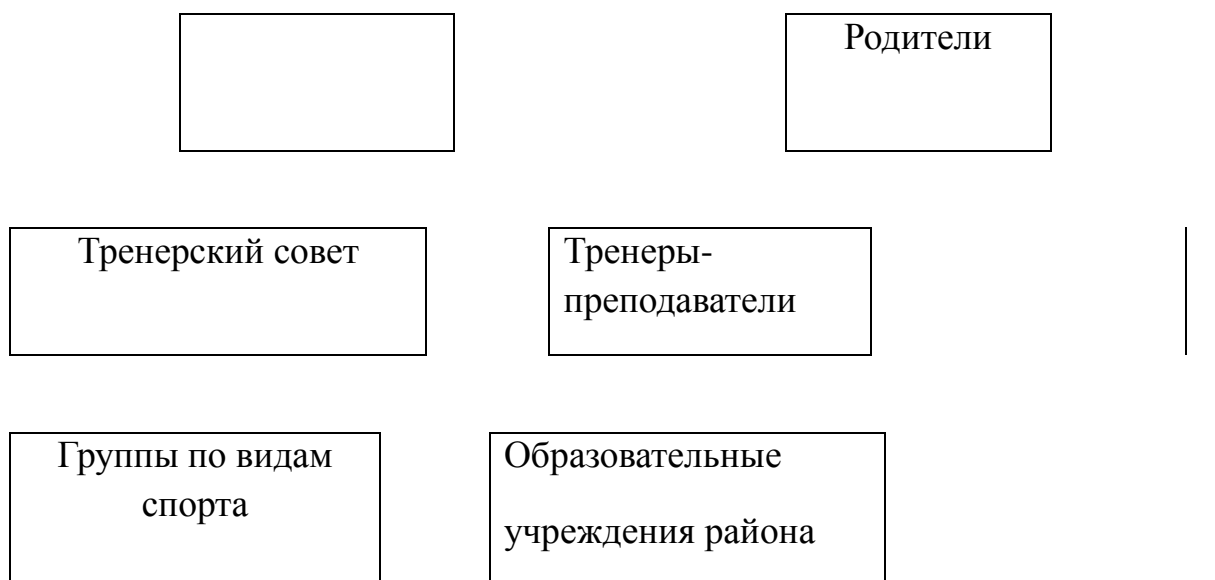 Родители
Тренерский совет
Тренеры-
преподаватели
Группы по видам
спорта
Образовательные
учреждения района